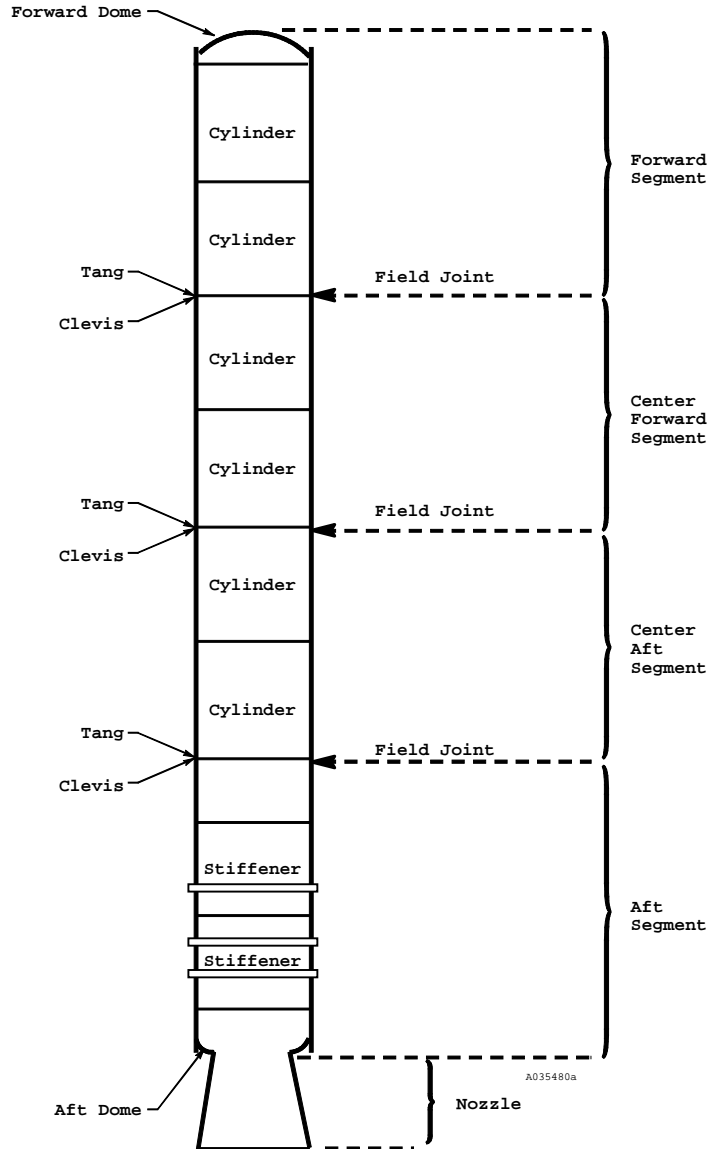 Forward Dome
Cylinder
Forward
Segment
Cylinder
Tang
Field Joint
Clevis
Cylinder
Center
Forward
Segment
Cylinder
Tang
Field Joint
Clevis
Cylinder
Center
Aft
Segment
Cylinder
Tang
Field Joint
Clevis
Stiffener
Aft
Segment
Stiffener
A035480a
Aft Dome
Nozzle